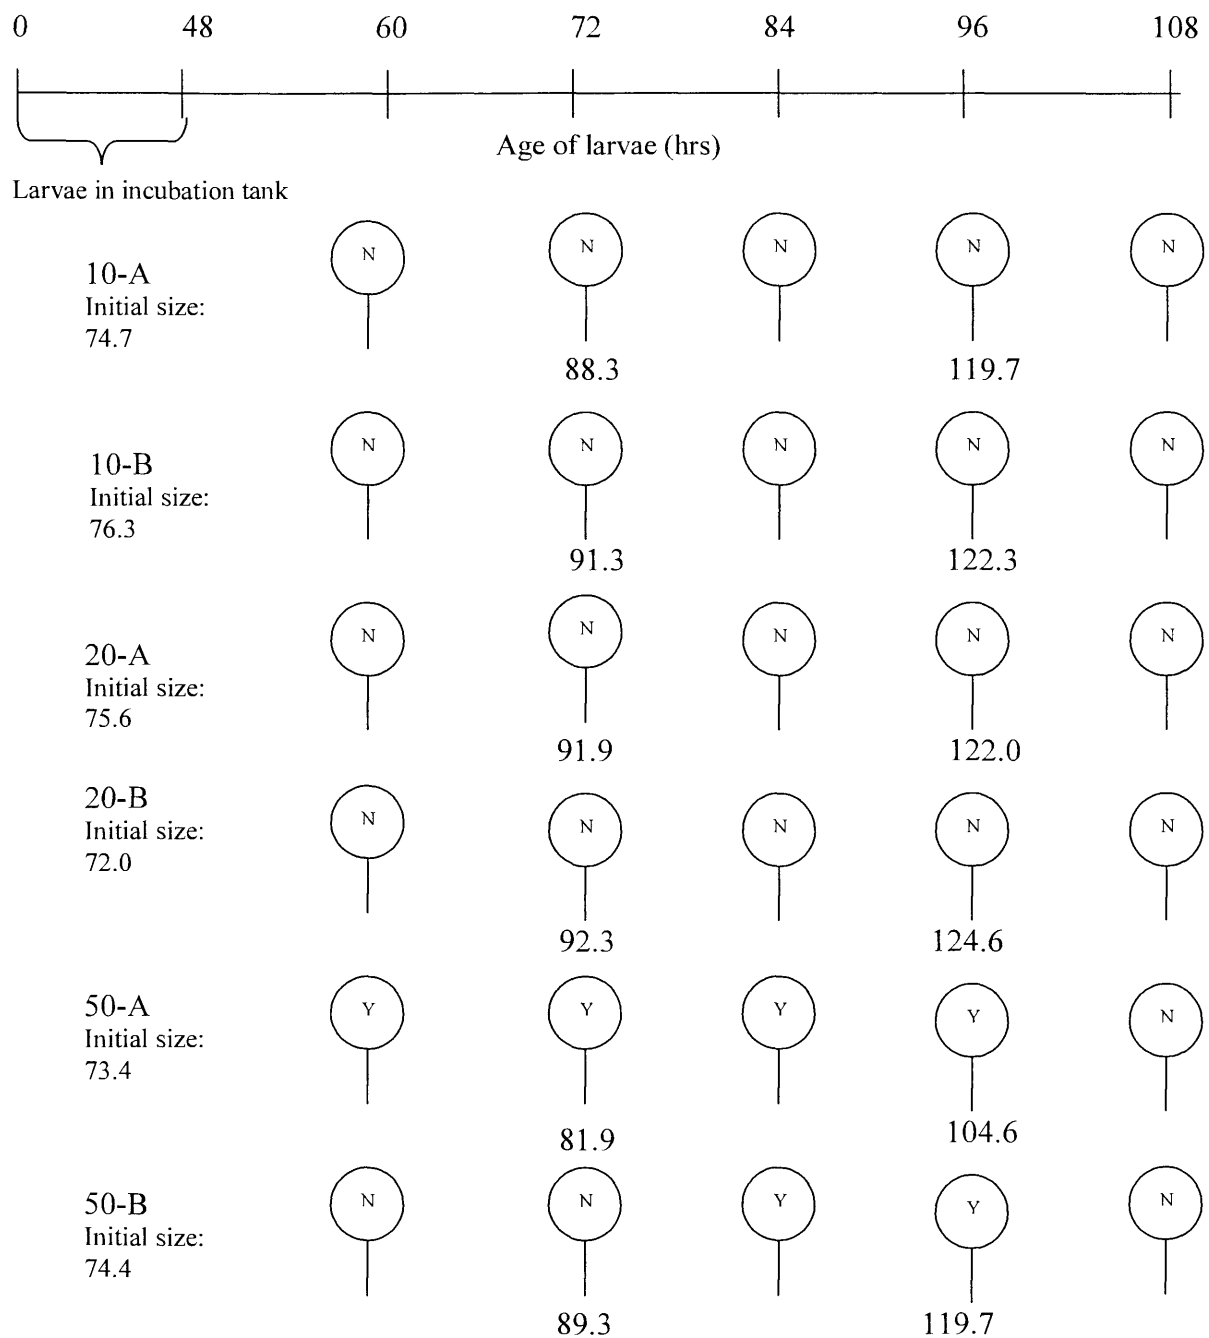 0 48 60 72 84 96 108
Age of larvae (hrs)
Larvae in incubation tank
N N N N N
10-A
Initial size:
74.7
88.3 119.7
N N N N N
10-B
Initial size:
76.3
91.3 122.3
N N N N N
20-A
Initial size:
75.6
91.9 122.0
20-B
N N N N N
Initial size:
72.0
92.3 124.6
50-A
Y Y Y Y N
Initial size:
73.4
81.9 104.6
50-B
N N Y Y N
Initial size:
74.4
89.3 119.7